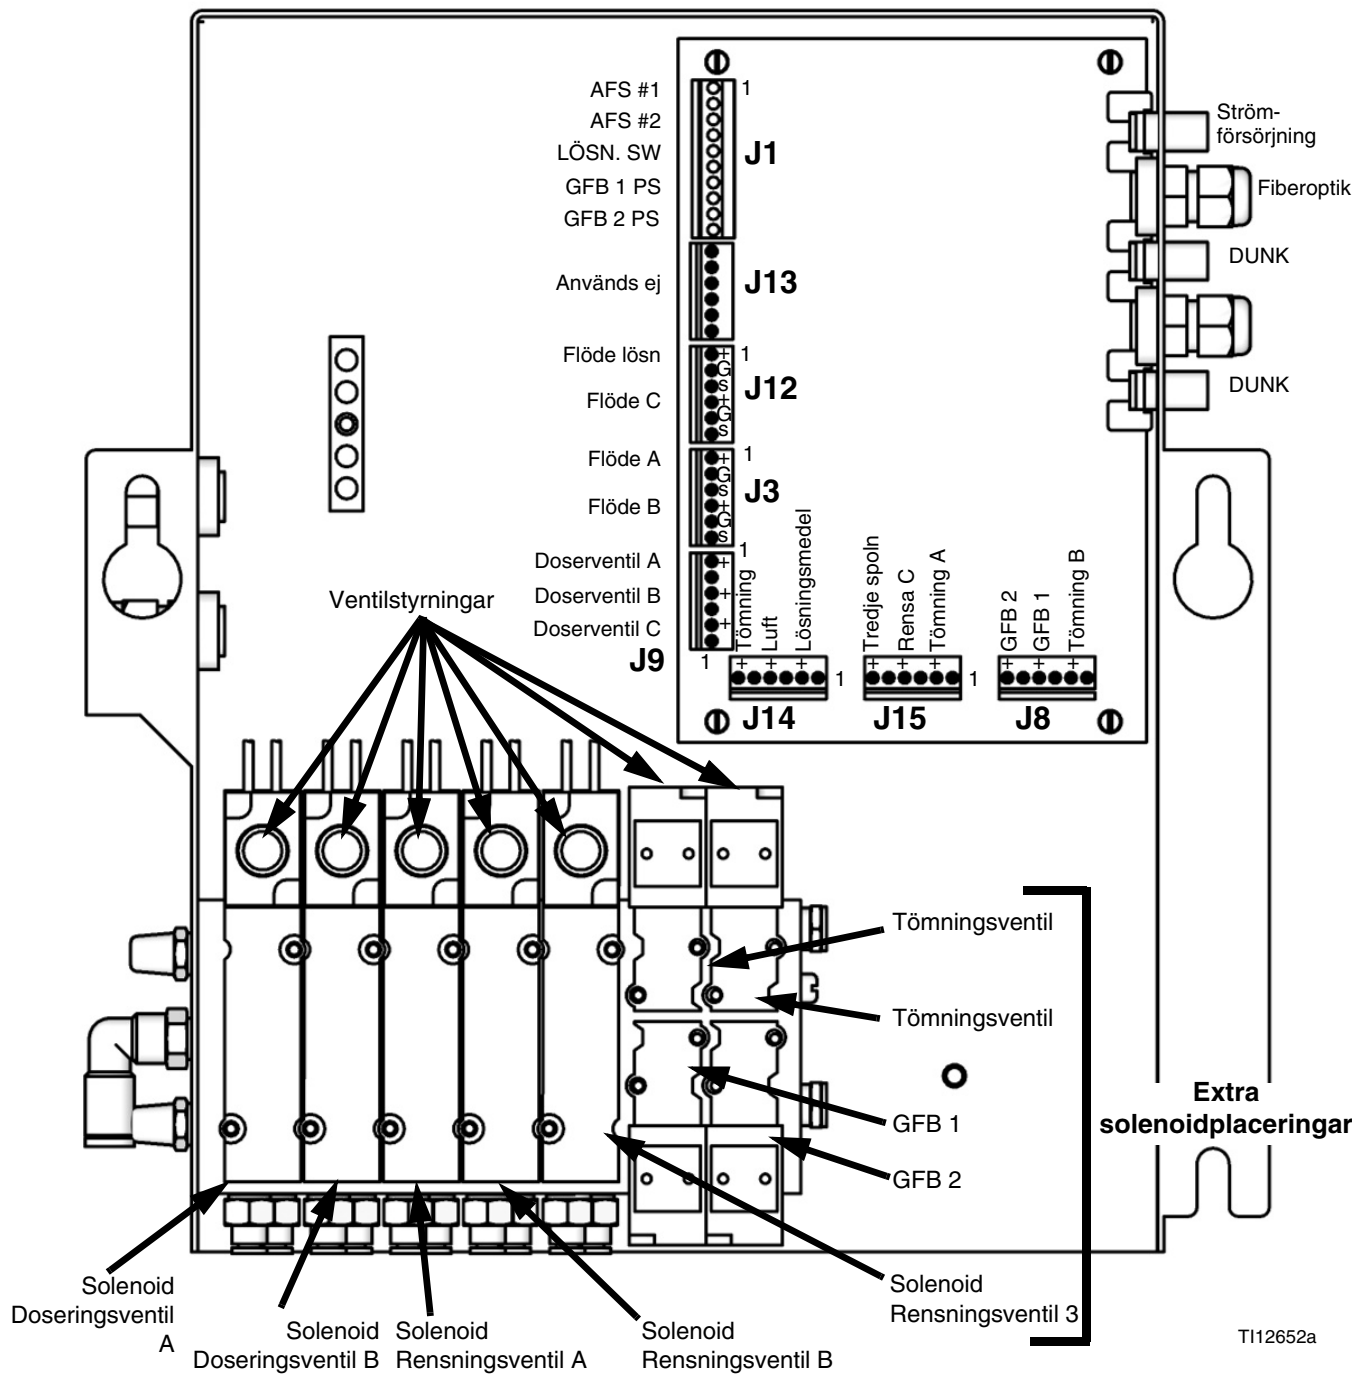 AFS #1
1
AFS #2
LÖSN. SW
J1
GFB 1 PS
GFB 2 PS
Ström-
försörjning
Fiberoptik
DUNK
DUNK
Används ej
J13
Flöde lösn
+
1
G
s
J12
Flöde C
+
G
s
Flöde A
+
1
G
s
J3
Flöde B
+
G
s
1
Doserventil A
+
Doserventil B
+
Doserventil C
+
J9
1
Tömning
Luft
Lösningsmedel
+ + +
1
J14
Tredje spoln
Rensa C
Tömning A
+ + +
1
J15
GFB 2
GFB 1
Tömning B
+ + +
J8
Ventilstyrningar
Tömningsventil
Tömningsventil
GFB 1
GFB 2
Extra
solenoidplaceringar
Solenoid
Doseringsventil
A
Solenoid
Doseringsventil B
Solenoid
Rensningsventil A
Solenoid
Rensningsventil B
Solenoid
Rensningsventil 3
TI12652a